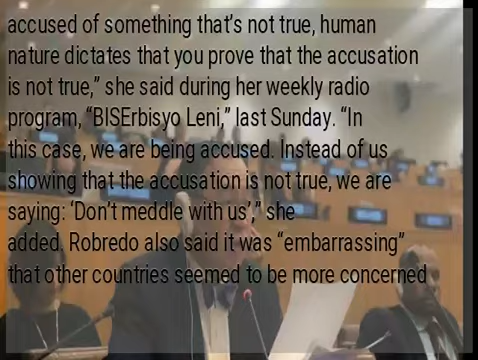 accused of something that’s not true, human
nature dictates that you prove that the accusation
is not true,” she said during her weekly radio
program, “BISErbisyo Leni,” last Sunday. “In
this case, we are being accused. Instead of us
showing that the accusation is not true, we are
saying: ‘Don’t meddle with us’,” she
added. Robredo also said it was “embarrassing”
that other countries seemed to be more concerned